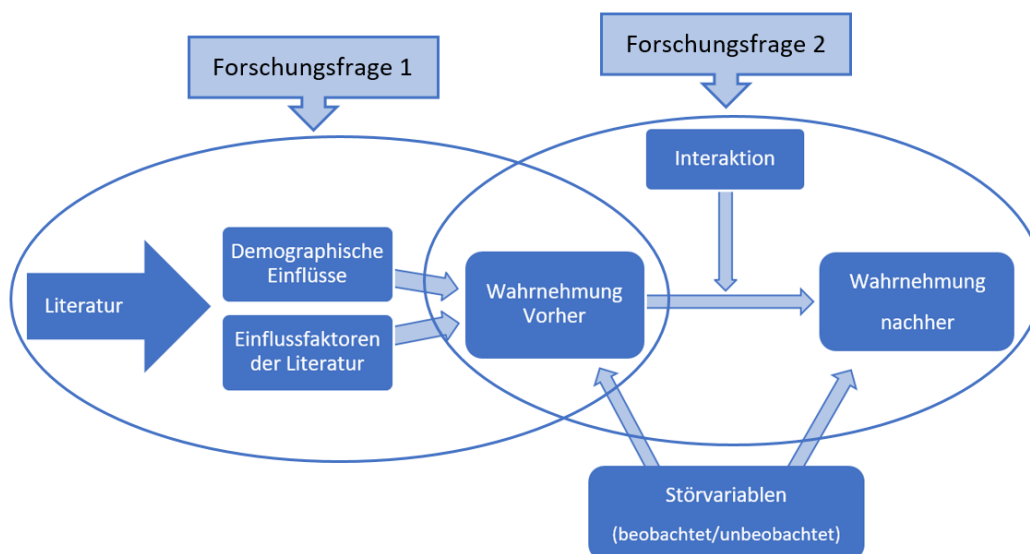 Forschungsfrage 1
Forschungsfrage 2
Interaktion
Literatur
Demographische
Einflüsse
Einflussfaktoren
der Literatur
Wahrnehmung
Vorher
Wahrnehmung
nachher
Störvariablen
(beobachtet/unbeobachtet)